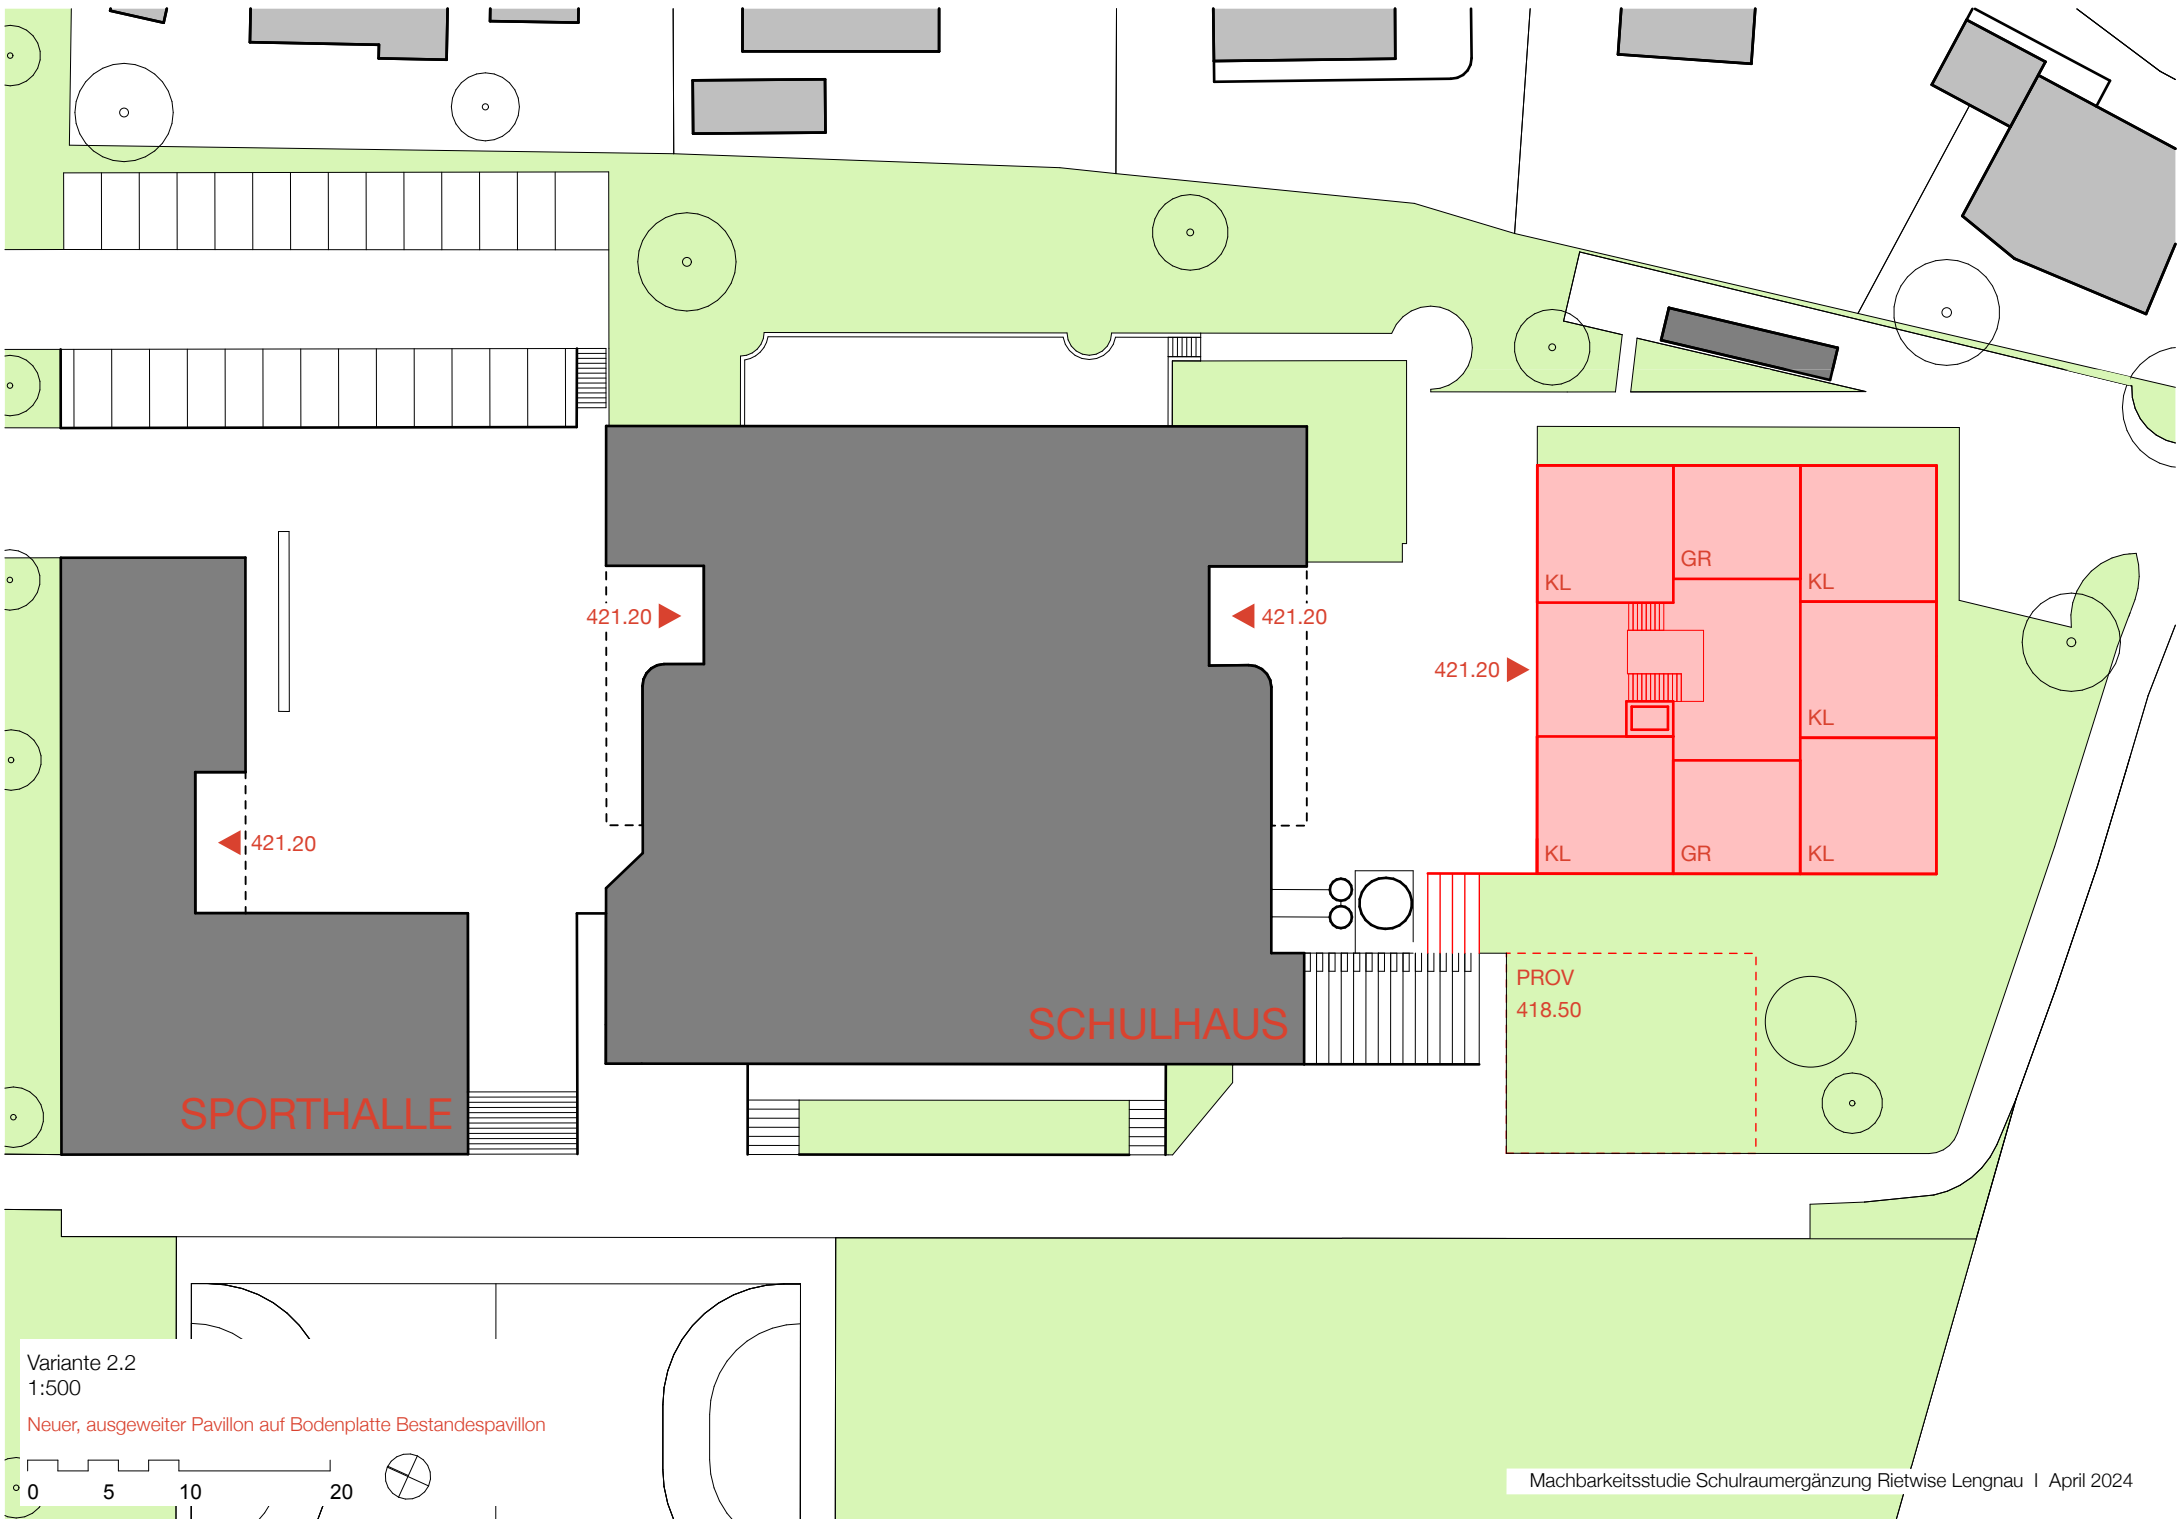 GR
KL
KL
421.20
421.20
421.20
KL
421.20
KL
GR
KL
PROV
418.50
SCHULHAUS
SPORTHALLE
Variante 2.2
1:500
Neuer, ausgeweiter Pavillon auf Bodenplatte Bestandespavillon
0 5 10 20
Machbarkeitsstudie Schulraumergänzung Rietwise Lengnau I April 2024